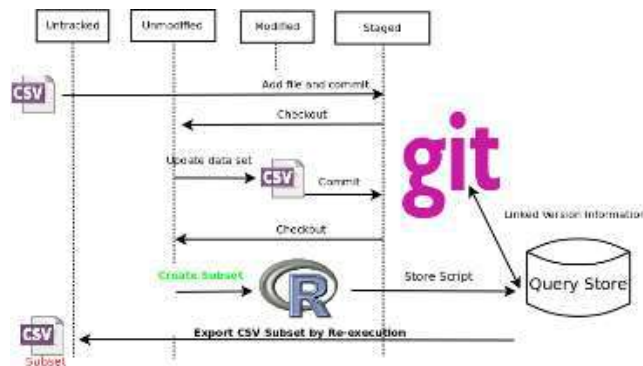 Untracked
Unmodified
Modified
Staged
CSV
Add file and commit
Checkout
git
Update data set
CSV
Commit
Linked Version Information
Checkout
Create Subset
R
Store Script
Query Store
Export CSV Subset by Re-execution
CSV
Subset